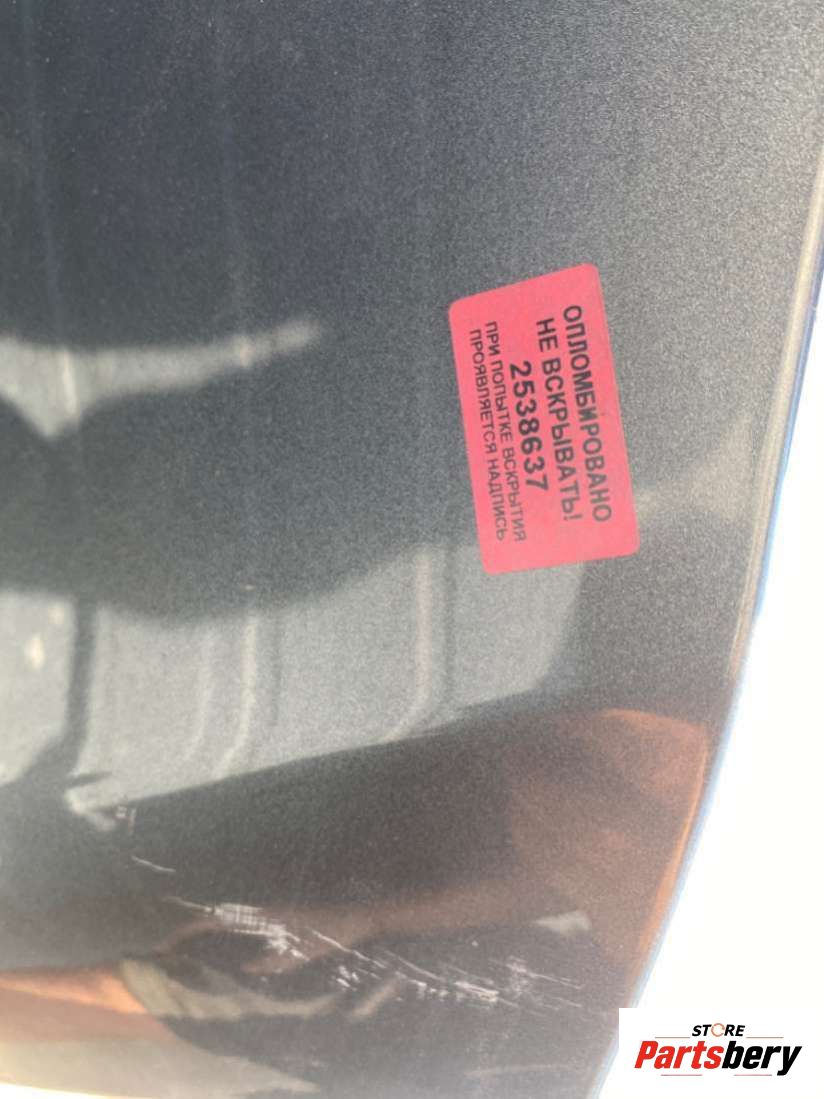 ОПЛОМБИРОВАНО
НЕ ВСКРЫВАТЬ!
2538637
ПРИ ПОПЫТКЕ ВСКРЫТИЯ
ПРОЯВЛЯЕТСЯ НАДПИСЬ
STORE
Partsbery